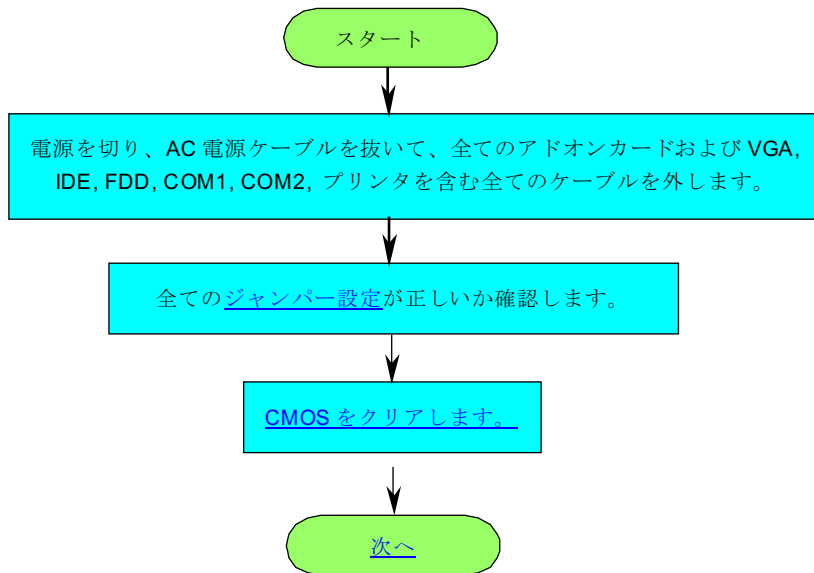 スタート
電源を切り、AC 電源ケーブルを抜いて、全てのアドオンカードおよび VGA,
IDE, FDD, COM1, COM2, プリンタを含む全てのケーブルを外します。
全てのジャンパー設定が正しいか確認します。
CMOS をクリアします。
次へ